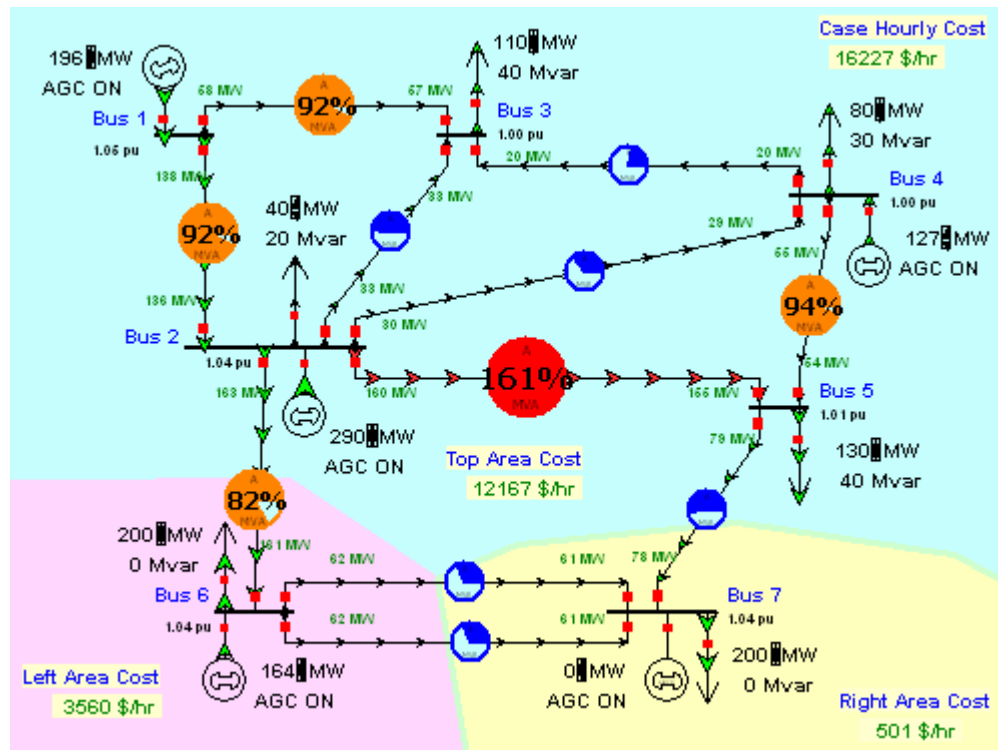 196 MW
AGC ON
58 MW
A
92%
MVA
57 MW
110 MW
40 Mvar
Case Hourly Cost
16227 $/hr
Bus 1
1.05 pu
Bus 3
1.00 pu
80 MW
30 Mvar
138 MW
20 MW
20 MW
Bus 4
1.00 pu
33 MW
40 MW
20 Mvar
A
92%
MVA
29 MW
127 MW
AGC ON
55 MW
136 MW
33 MW
30 MW
A
94%
MVA
Bus 2
1.04 pu
A
161%
MVA
54 MW
163 MW
160 MW
155 MW
Bus 5
1.01 pu
290 MW
AGC ON
79 MW
130 MW
40 Mvar
Top Area Cost
12167 $/hr
A
82%
MVA
200 MW
0 Mvar
161 MW
62 MW
61 MW
78 MW
Bus 6
1.04 pu
Bus 7
1.04 pu
62 MW
61 MW
164 MW
AGC ON
0 MW
AGC ON
200 MW
0 Mvar
Left Area Cost
3560 $/hr
Right Area Cost
501 $/hr